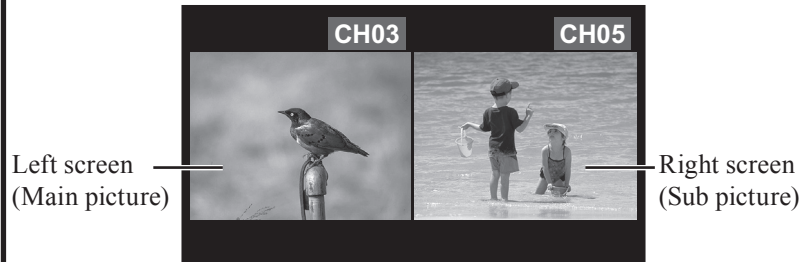 CH03 CH05
Left screen
(Main picture)
Right screen
(Sub picture)